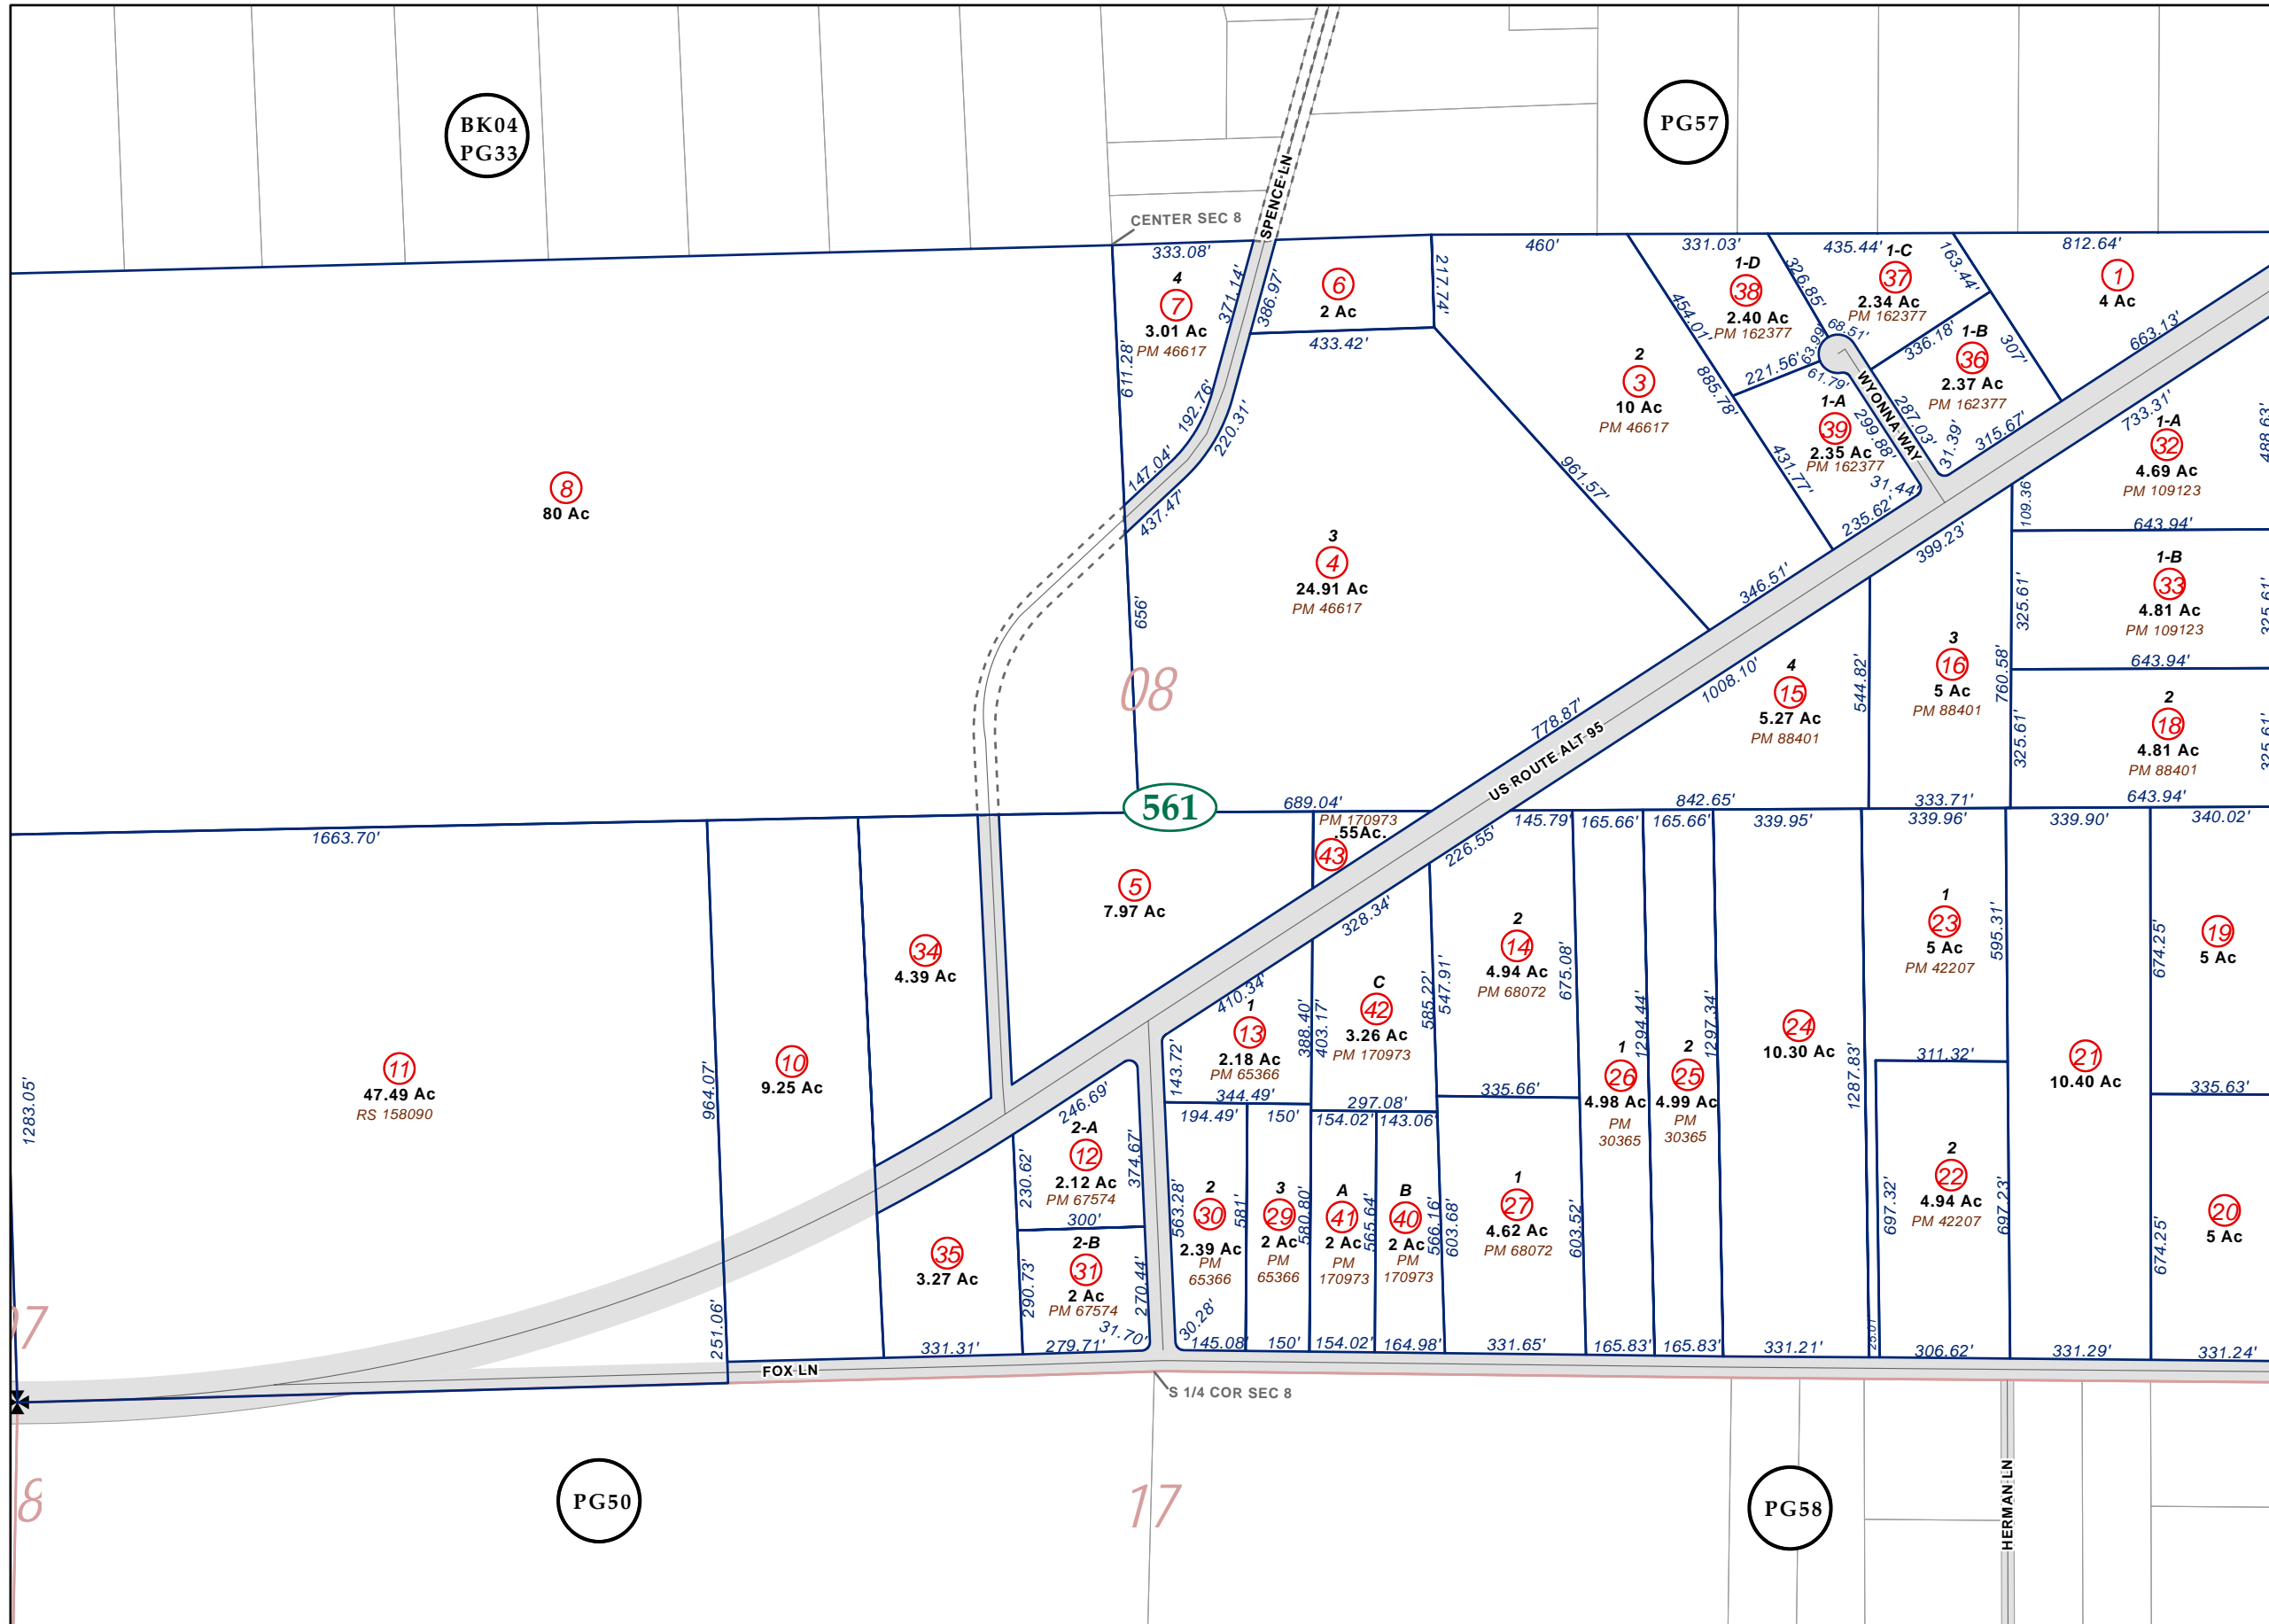 BK04
PG33
PG57
SPENCE LN
CENTER SEC 8
333.08'
4
7
3.01 Ac
PM 46617
371.14'
386.97'
611.28'
192.76'
220.31'
147.04'
437.47'
656'
6
2 Ac
433.42'
217.74'
460'
2
3
10 Ac
PM 46617
961.57'
454.01'
885.78'
431.77'
331.03'
1-D
38
2.40 Ac
PM 162377
326.85'
221.56'
63.99'
68.51'
61.79'
435.44'
1-C
37
2.34 Ac
PM 162377
163.44'
336.18'
307'
1-B
36
2.37 Ac
PM 162377
WYONNA WAY
287.03'
299.88'
31.39'
315.67'
1-A
39
2.35 Ac
PM 162377
31.44'
235.62'
812.64'
1
4 Ac
663.13'
733.31'
1-A
32
4.69 Ac
PM 109123
488.63'
109.36'
643.94'
1-B
33
4.81 Ac
PM 109123
325.61'
325.61'
643.94'
2
18
4.81 Ac
PM 88401
325.61'
325.61'
643.94'
8
80 Ac
3
4
24.91 Ac
PM 46617
08
561
346.51'
399.23'
778.87'
1008.10'
US ROUTE ALT 95
4
15
5.27 Ac
PM 88401
544.82'
3
16
5 Ac
PM 88401
760.58'
842.65'
333.71'
689.04'
1663.70'
PM 170973
.55Ac.
43
226.55'
145.79'
165.66'
165.66'
339.95'
339.96'
339.90'
340.02'
5
7.97 Ac
34
4.39 Ac
10
9.25 Ac
11
47.49 Ac
RS 158090
1283.05'
964.07'
251.06'
328.34'
410.34'
1
13
2.18 Ac
PM 65366
143.72'
388.40'
403.17'
344.49'
C
42
3.26 Ac
PM 170973
585.22'
547.91'
297.08'
2
14
4.94 Ac
PM 68072
675.08'
335.66'
1
26
4.98 Ac
PM
30365
1294.44'
2
25
4.99 Ac
PM
30365
1297.34'
24
10.30 Ac
1287.83'
1
23
5 Ac
PM 42207
595.31'
311.32'
2
22
4.94 Ac
PM 42207
697.32'
697.23'
25.01'
21
10.40 Ac
19
5 Ac
674.25'
335.63'
20
5 Ac
674.25'
246.69'
2-A
12
2.12 Ac
PM 67574
230.62'
374.67'
300'
2-B
31
2 Ac
PM 67574
290.73'
270.44'
31.70'
279.71'
35
3.27 Ac
331.31'
194.49'
150'
154.02'
143.06'
563.28'
2
30
2.39 Ac
PM
65366
581'
3
29
2 Ac
PM
65366
580.80'
A
41
2 Ac
PM
170973
565.64'
B
40
2 Ac
PM
170973
566.16'
603.68'
1
27
4.62 Ac
PM 68072
603.52'
30.28'
145.08'
150'
154.02'
164.98'
331.65'
165.83'
165.83'
331.21'
306.62'
331.29'
331.24'
FOX LN
S 1/4 COR SEC 8
PG50
17
PG58
HERMAN LN
8